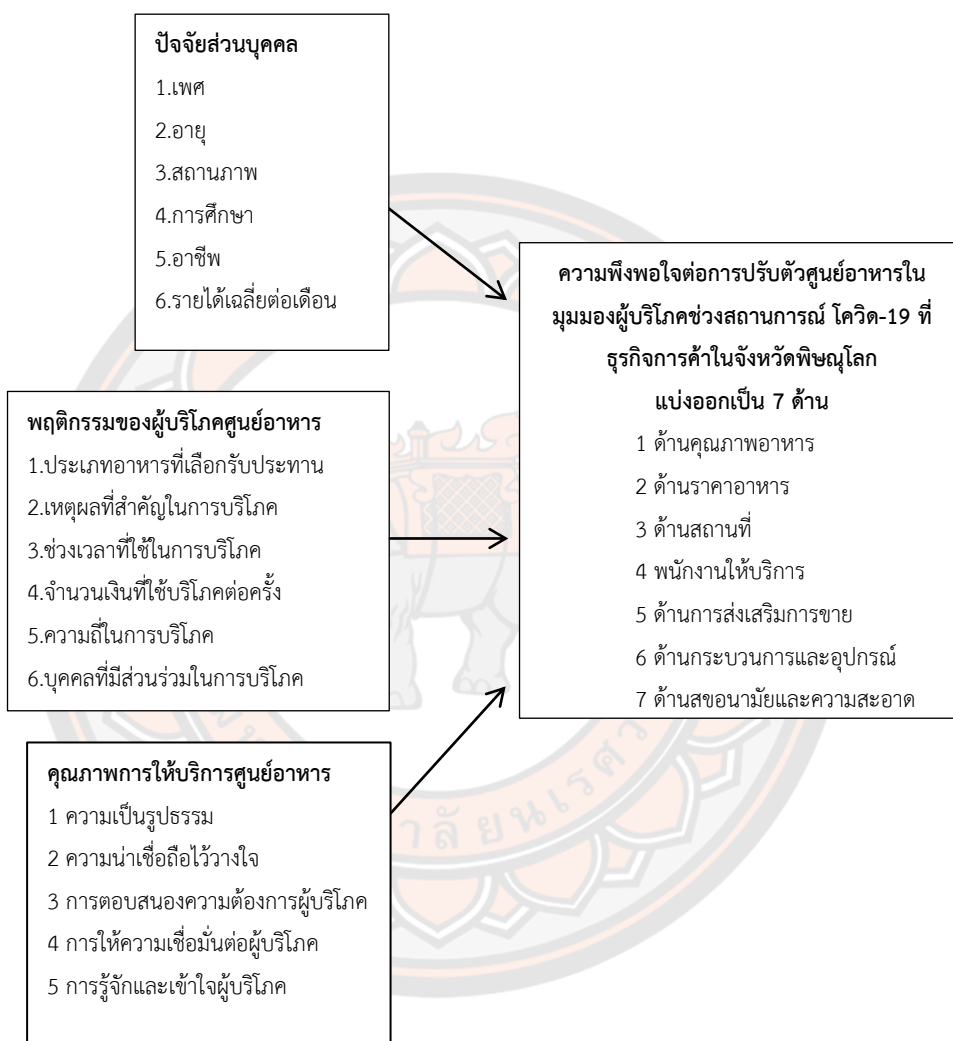 ปัจจัยส่วนบุคคล
1.เพศ
2.อายุ
3.สถานภาพ
4.การศึกษา
5.อาชีพ
6.รายได้เฉลี่ยต่อเดือน
พฤติกรรมของผู้บริโภคศูนย์อาหาร
1.ประเภทอาหารที่เลือกรับประทาน
2.เหตุผลที่สำคัญในการบริโภค
3.ช่วงเวลาที่ใช้ในการบริโภค
4.จำนวนเงินที่ใช้บริโภคต่อครั้ง
5.ความถี่ในการบริโภค
6.บุคคลที่มีส่วนร่วมในการบริโภค
คุณภาพการให้บริการศูนย์อาหาร
1 ความเป็นรูปธรรม
2 ความน่าเชื่อถือไว้วางใจ
3 การตอบสนองความต้องการผู้บริโภค
4 การให้ความเชื่อมั่นต่อผู้บริโภค
5 การรู้จักและเข้าใจผู้บริโภค
ความพึงพอใจต่อการปรับตัวศูนย์อาหารใน
มุมมองผู้บริโภคช่วงสถานการณ์ โควิด-19 ที่
ธุรกิจการค้าในจังหวัดพิษณุโลก
แบ่งออกเป็น 7 ด้าน
1 ด้านคุณภาพอาหาร
2 ด้านราคาอาหาร
3 ด้านสถานที่
4 พนักงานให้บริการ
5 ด้านการส่งเสริมการขาย
6 ด้านกระบวนการและอุปกรณ์
7 ด้านสขอนามัยและความสะอาด